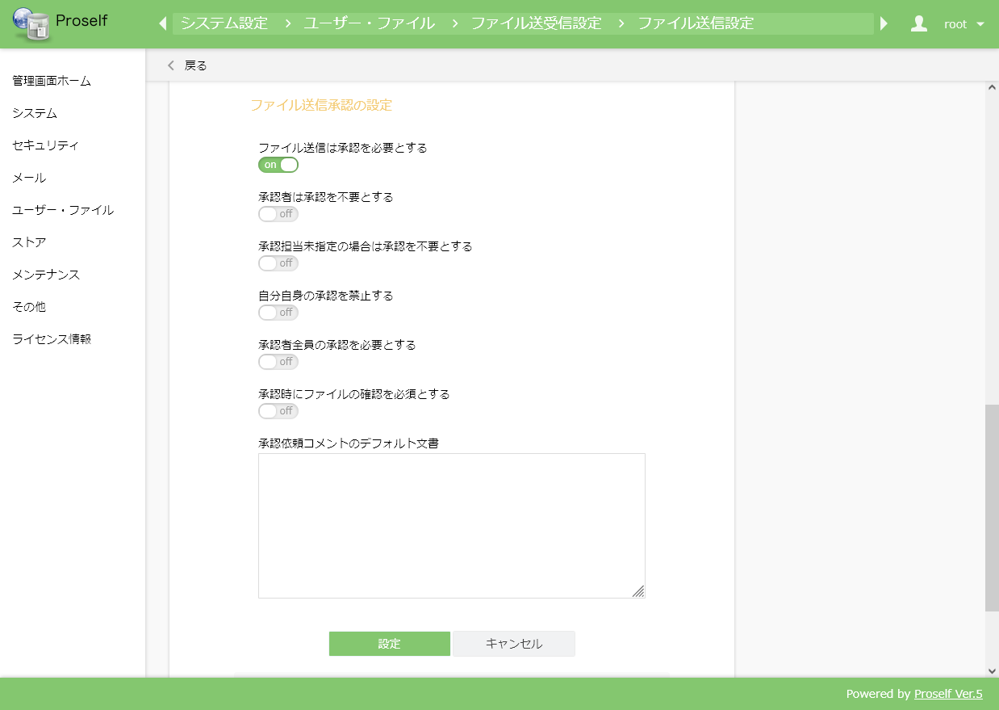 Proself
システム設定 > ユーザー・ファイル > ファイル送受信設定 > ファイル送信設定
root
戻る
管理画面ホーム
システム
セキュリティ
メール
ユーザー・ファイル
ストア
メンテナンス
その他
ライセンス情報
ファイル送信承認の設定
ファイル送信は承認を必要とする
on
承認者は承認を不要とする
off
承認担当未指定の場合は承認を不要とする
off
自分自身の承認を禁止する
off
承認者全員の承認を必要とする
off
承認時にファイルの確認を必須とする
off
承認依頼コメントのデフォルト文書
設定
キャンセル
Powered by Proself Ver.5